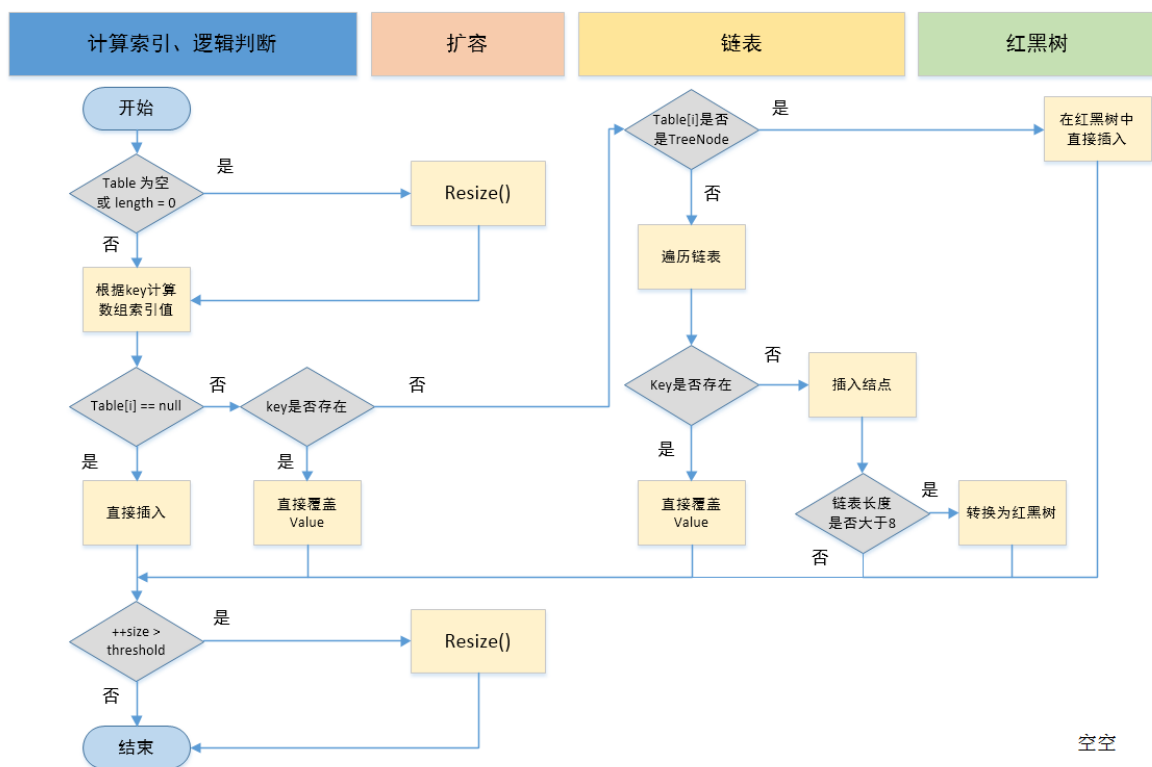 计算索引、逻辑判断
扩容
链表
红黑树
开始
Table 为空
或 length = 0
是
Resize()
否
根据key计算
数组索引值
Table[i] == null
否
key是否存在
否
是
直接插入
是
直接覆盖
Value
Table[i]是否
是TreeNode
是
在红黑树中
直接插入
否
遍历链表
Key是否存在
否
插入结点
是
直接覆盖
Value
链表长度
是否大于8
是
转换为红黑树
否
++size >
threshold
是
Resize()
否
结束
空空